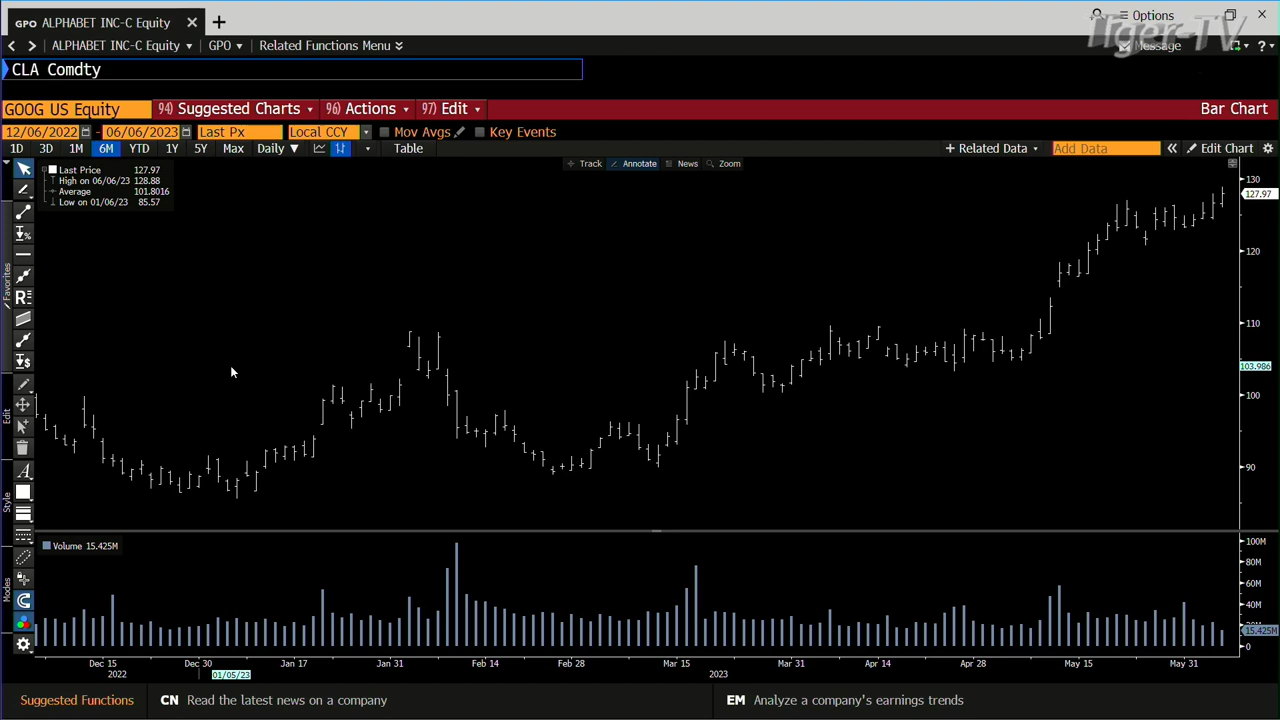 GPO ALPHABET INC-C Equity
Options
Tiger-TV
ALPHABET INC-C Equity GPO Related Functions Menu
Message
CLA Comdty
GOOG US Equity 94) Suggested Charts 96) Actions 97) Edit Bar Chart
12/06/2022 - 06/06/2023 Last Px Local CCY Mov Avgs Key Events
1D 3D 1M 6M YTD 1Y 5Y Max Daily Table + Related Data Add Data Edit Chart
Track Annotate News Zoom
Last Price 127.97
High on 06/06/23 128.88
Average 101.8016
Low on 01/06/23 85.57
130
127.97
120
110
103.986
100
90
Favorites
Edit
Style
Modes
Volume 15.425M
100M
80M
60M
40M
15.425M
0
Dec 15 Dec 30 Jan 17 Jan 31 Feb 14 Feb 28 Mar 15 Mar 31 Apr 14 Apr 28 May 15 May 31
2022 01/05/23 2023
Suggested Functions CN Read the latest news on a company EM Analyze a company's earnings trends